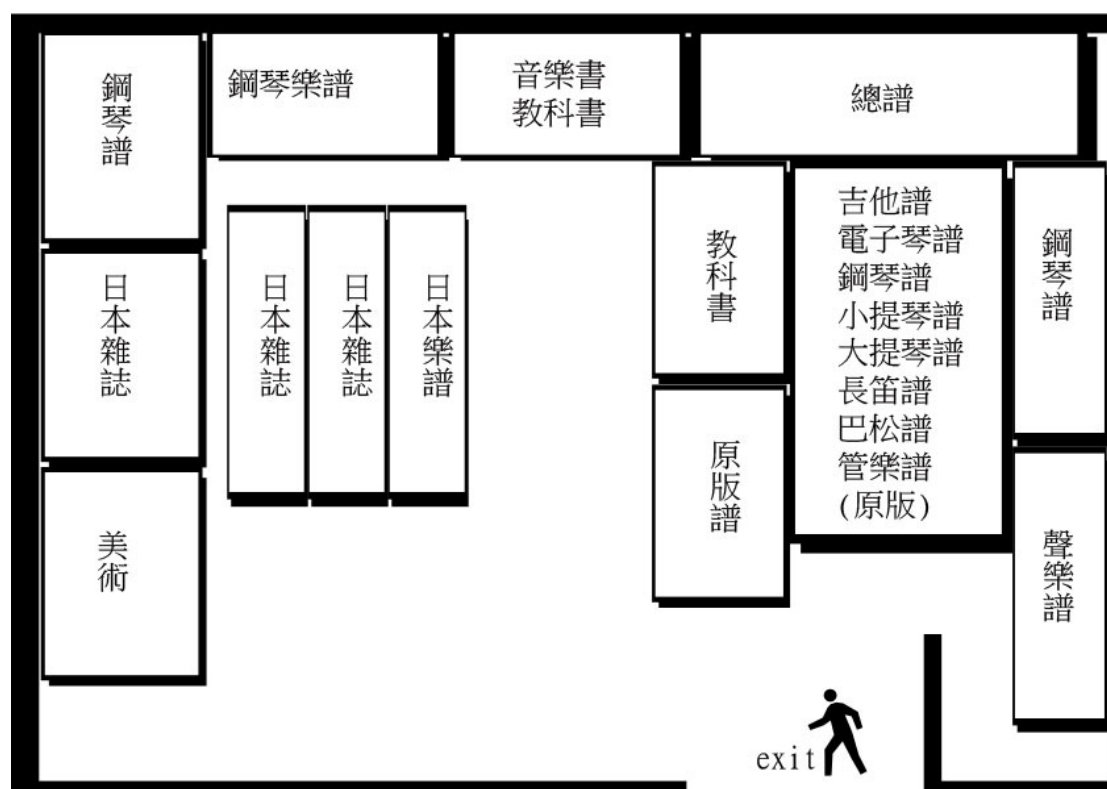 鋼琴譜
鋼琴樂譜
音樂書
教科書
總譜
日本雜誌
日本雜誌
日本雜誌
日本樂譜
教科書
吉他譜
電子琴譜
鋼琴譜
小提琴譜
大提琴譜
長笛譜
巴松譜
管樂譜
(原版)
鋼琴譜
美術
原版譜
聲樂譜
exit